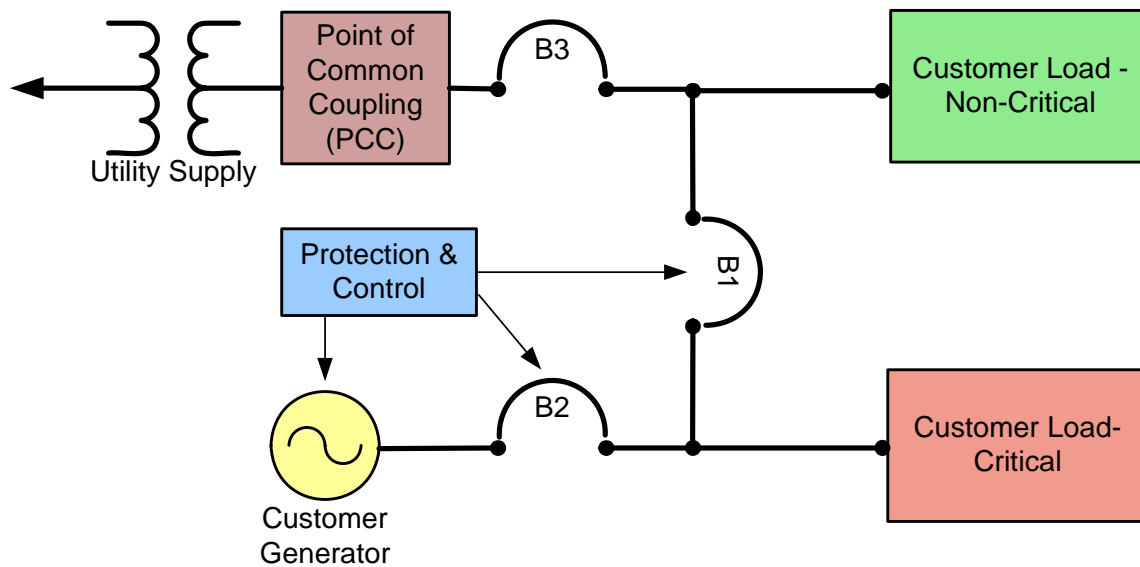 Point of
Common
Coupling
(PCC)
B3
Customer Load -
Non-Critical
Utility Supply
Protection &
Control
B1
B2
Customer Load-
Critical
Customer
Generator